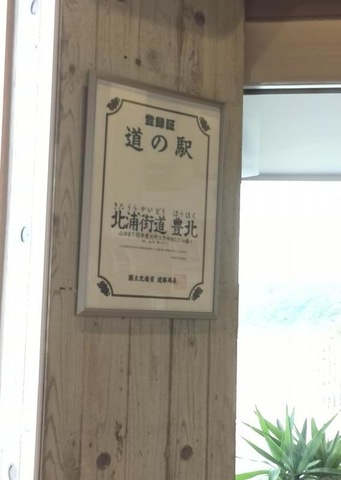 登録証
道の駅
きたうらかいどう ほうほく
北浦街道 豊北
国土交通省 道路局長